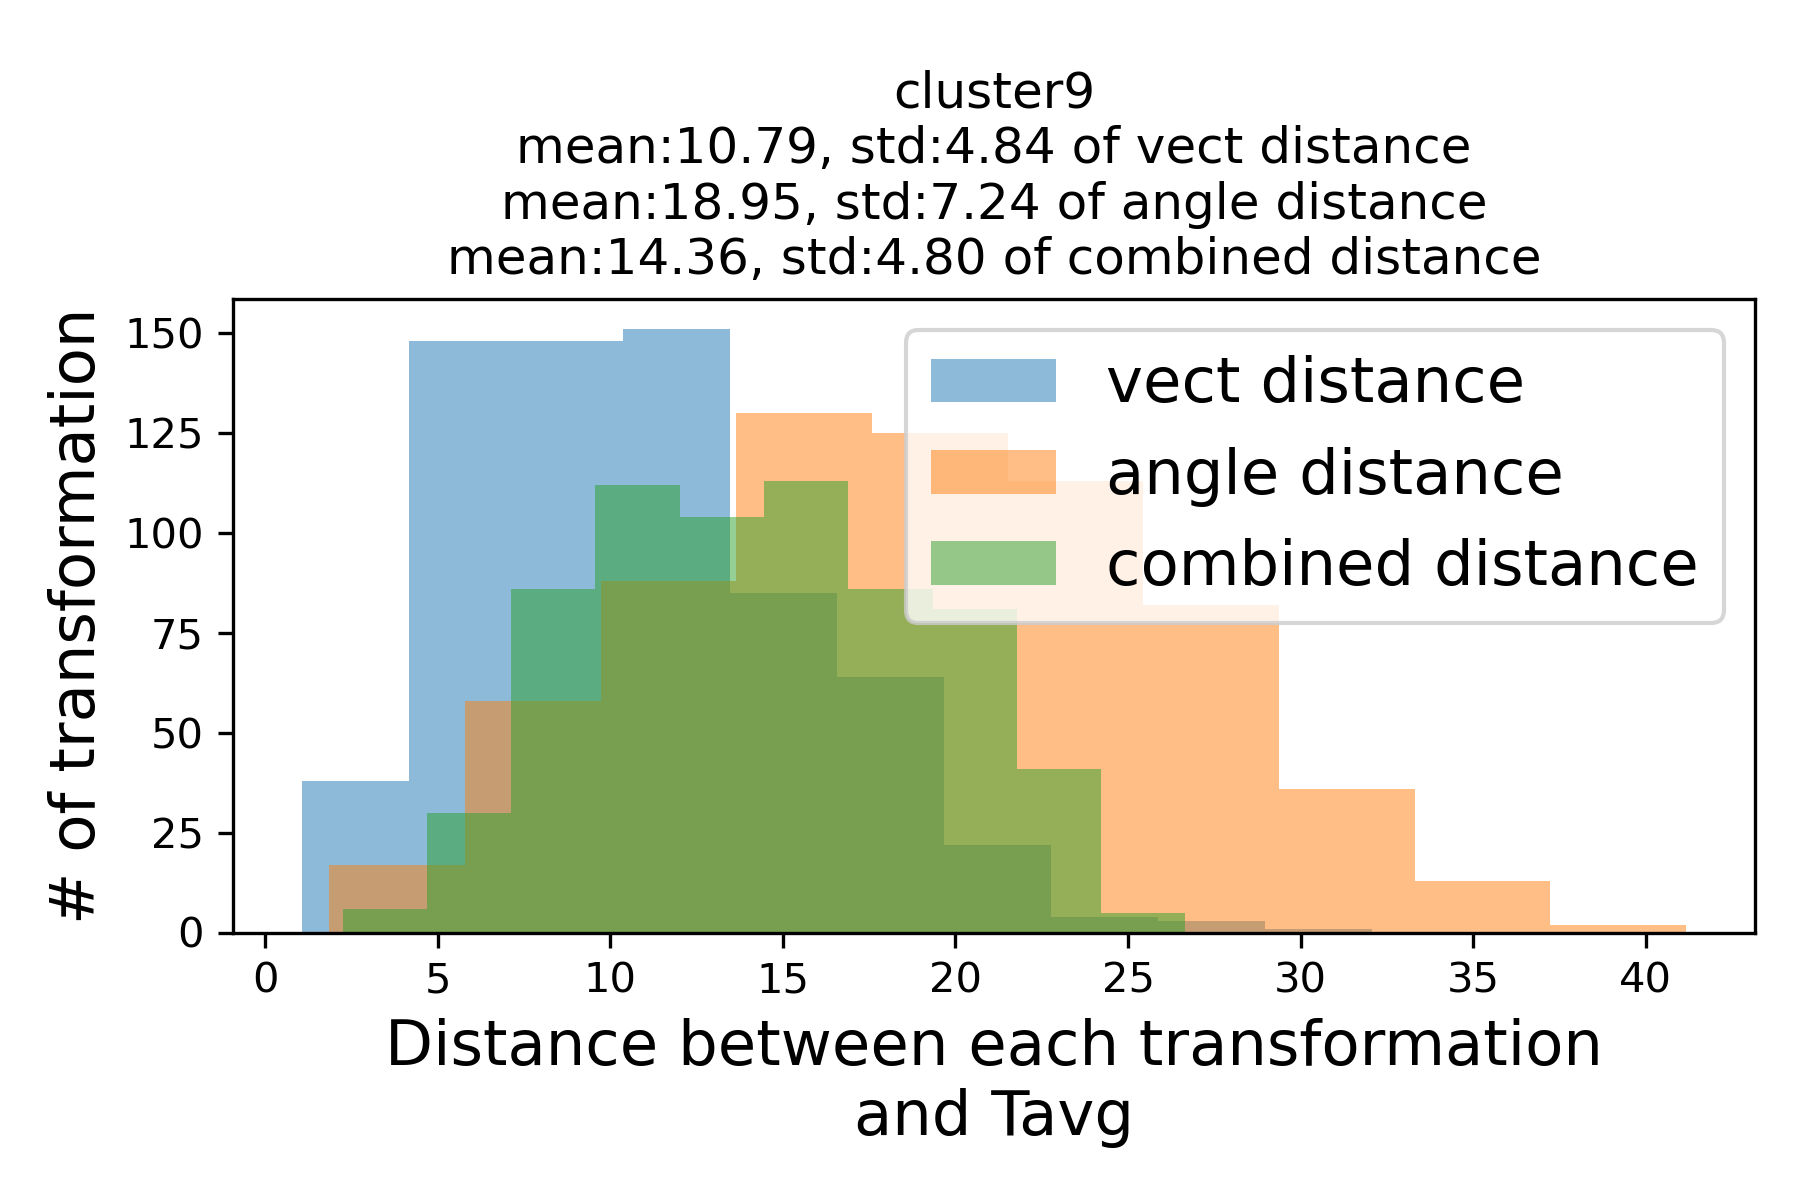 cluster9
mean:10.79, std:4.84 of vect distance
mean:18.95, std:7.24 of angle distance
mean:14.36, std:4.80 of combined distance
# of transformation
150
125
100
75
50
25
0
vect distance
angle distance
combined distance
0 5 10 15 20 25 30 35 40
Distance between each transformation
and Tavg